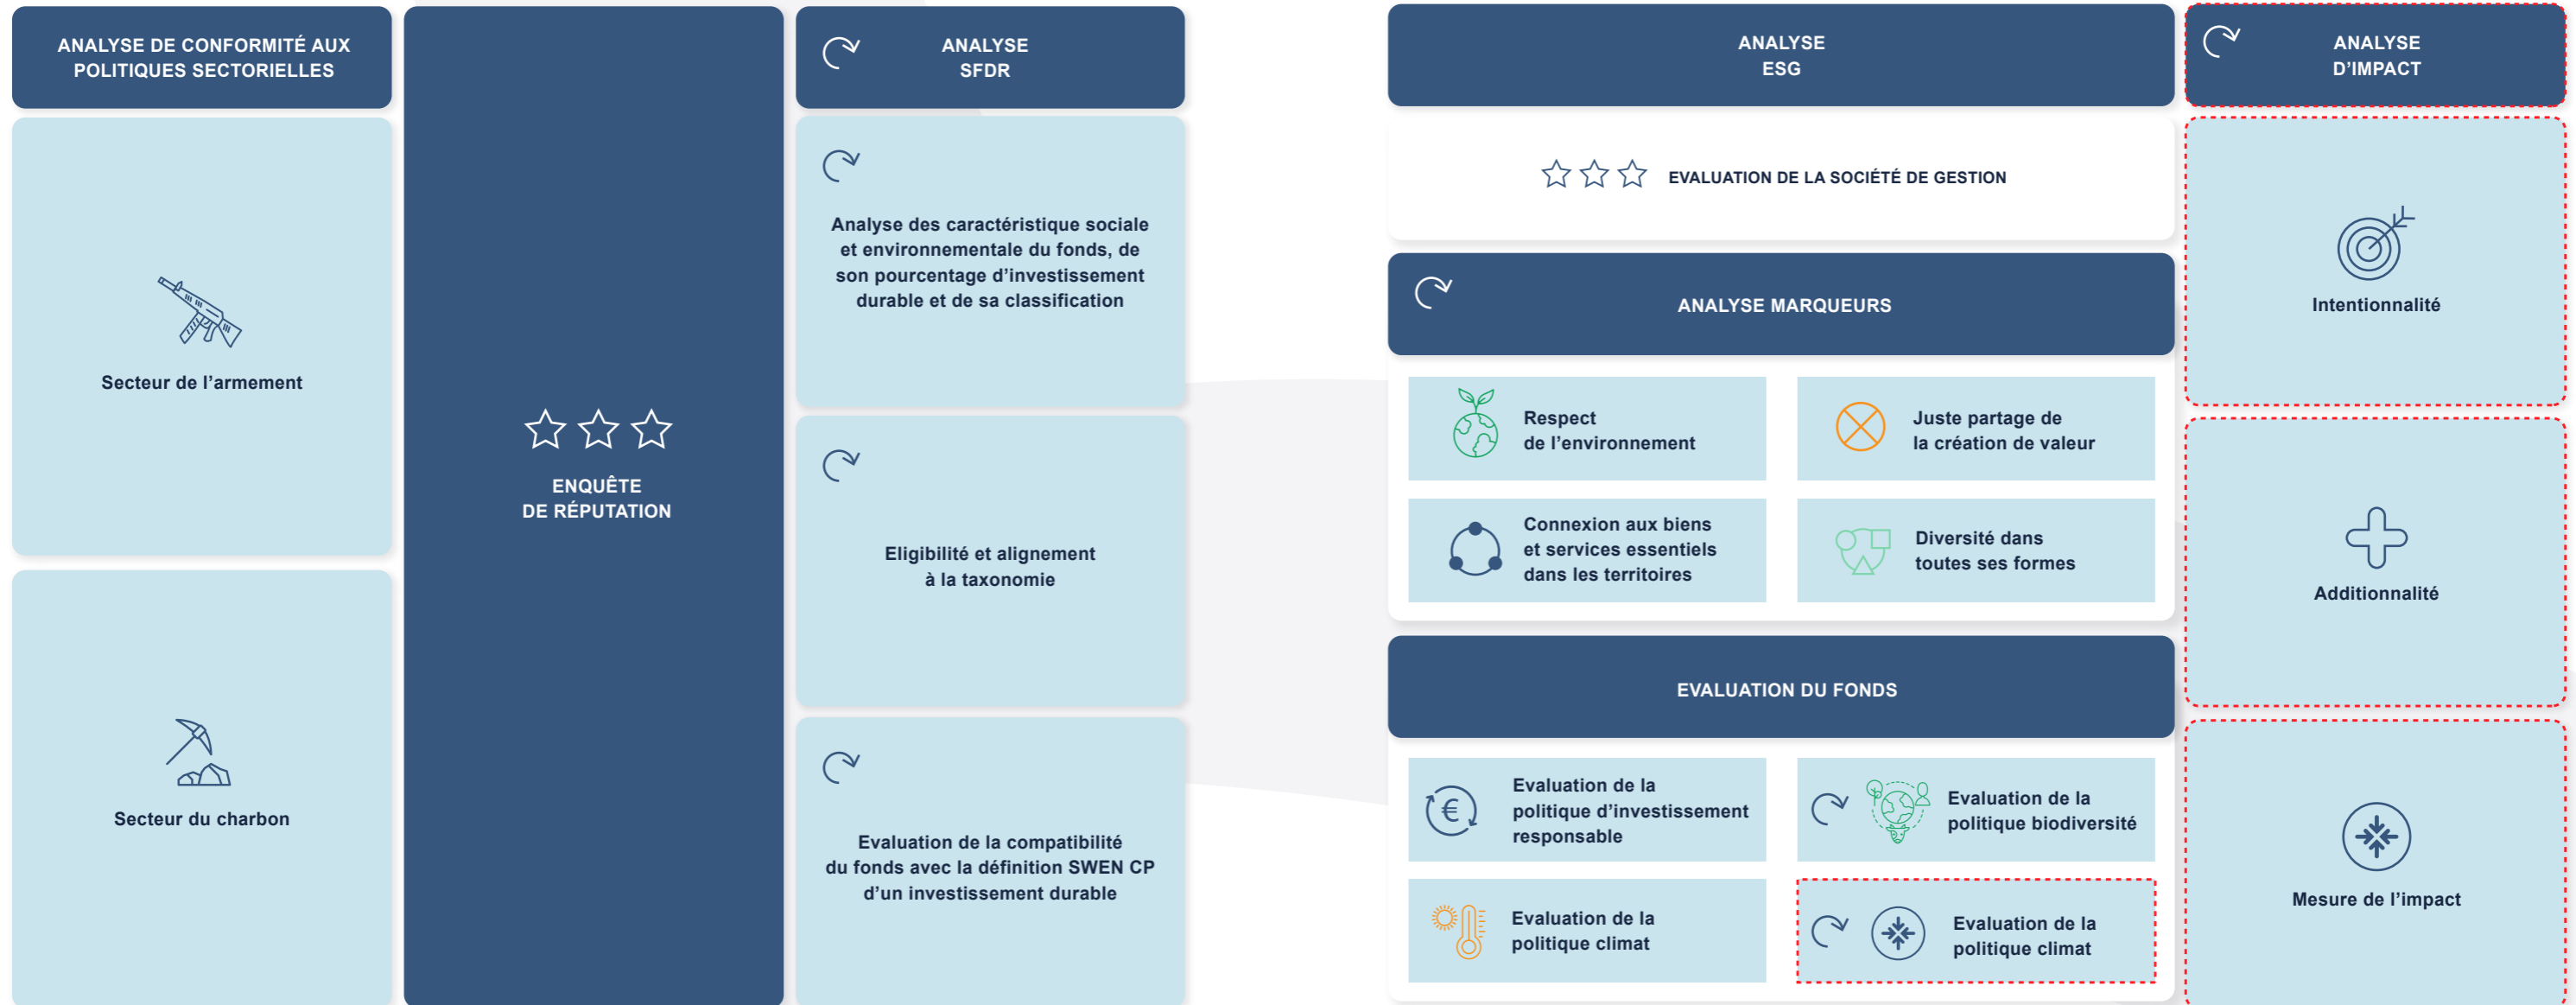 ANALYSE DE CONFORMITÉ AUX
POLITIQUES SECTORIELLES
Secteur de l’armement
Secteur du charbon
ENQUÊTE
DE RÉPUTATION
ANALYSE
SFDR
Analyse des caractéristique sociale
et environnementale du fonds, de
son pourcentage d’investissement
durable et de sa classification
Eligibilité et alignement
à la taxonomie
Evaluation de la compatibilité
du fonds avec la définition SWEN CP
d’un investissement durable
ANALYSE
ESG
EVALUATION DE LA SOCIÉTÉ DE GESTION
ANALYSE MARQUEURS
Respect
de l’environnement
Juste partage de
la création de valeur
Connexion aux biens
et services essentiels
dans les territoires
Diversité dans
toutes ses formes
EVALUATION DU FONDS
€
Evaluation de la
politique d’investissement
responsable
Evaluation de la
politique biodiversité
Evaluation de la
politique climat
Evaluation de la
politique climat
ANALYSE
D’IMPACT
Intentionnalité
Additionnalité
Mesure de l’impact